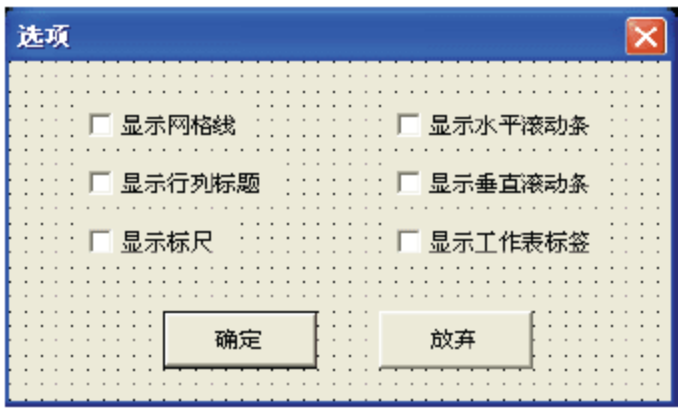 选项
显示网格线 显示水平滚动条
显示行列标题 显示垂直滚动条
显示标尺 显示工作表标签
确定 放弃